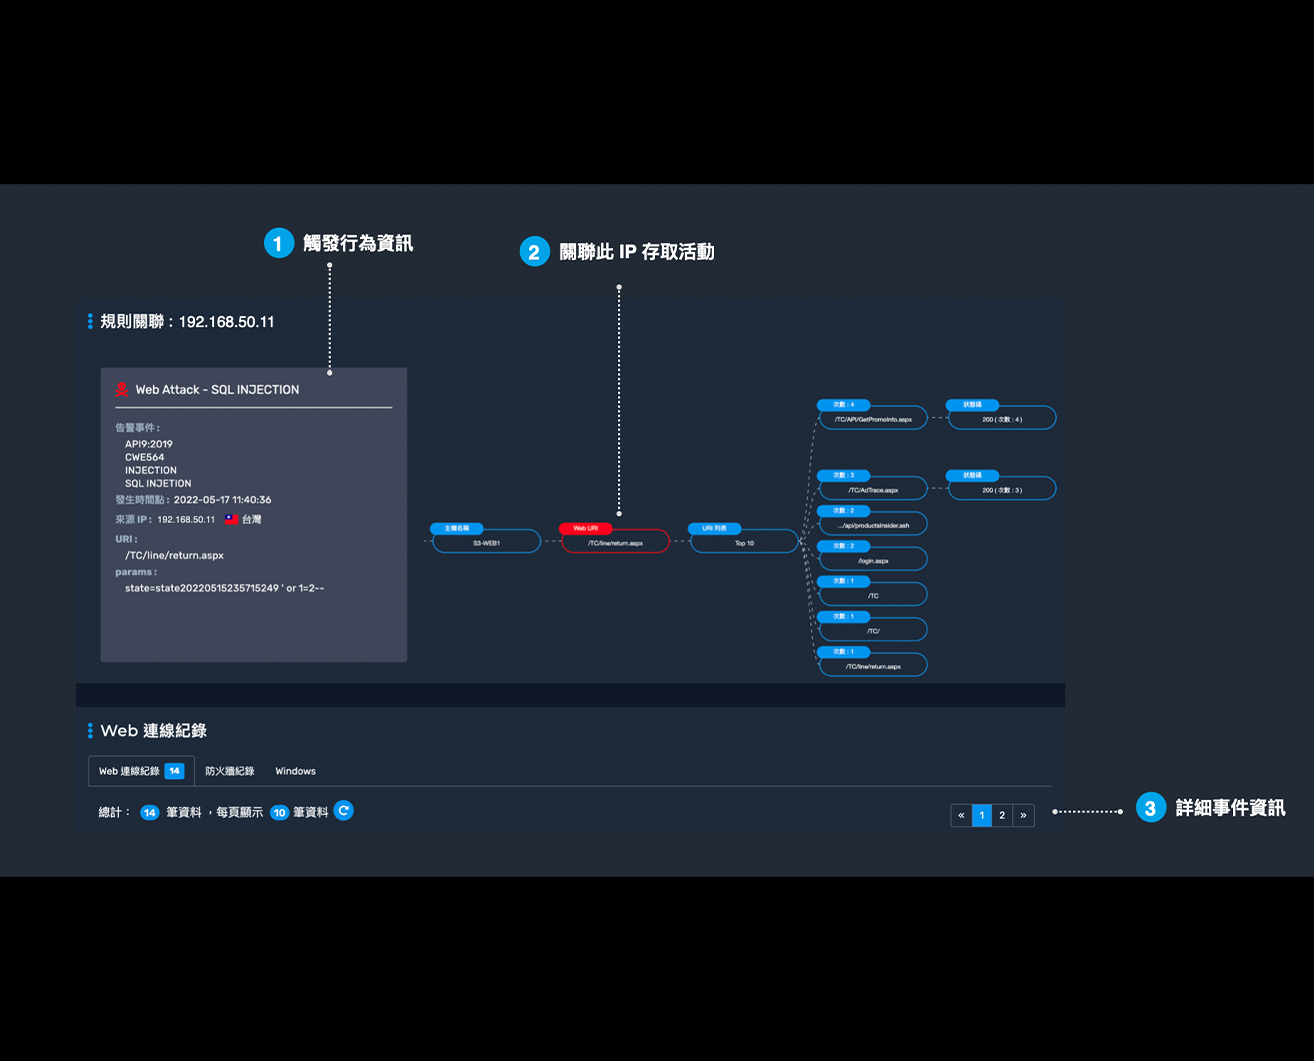 1 觸發行為資訊
2 關聯此 IP 存取活動
規則關聯 : 192.168.50.11
Web Attack - SQL INJECTION
告警事件 :
API9:2019
CWE564
INJECTION
SQL INJETION
發生時間點 : 2022-05-17 11:40:36
來源 IP : 192.168.50.11 台灣
URI :
/TC/line/return.aspx
params :
state=state20220515235715249 ' or 1=2--
主機名稱
S3-WEB1
Web URI
/TC/line/return.aspx
URI 列表
Top 10
次數 : 4
/TC/API/GetPromoInfo.aspx
狀態碼
200 ( 次數 : 4 )
次數 : 3
/TC/AdTrace.aspx
狀態碼
200 ( 次數 : 3 )
次數 : 2
.../api/productsInsider.ash
次數 : 2
/login.aspx
次數 : 1
/TC
次數 : 1
/TC/
次數 : 1
/TC/line/return.aspx
Web 連線紀錄
Web 連線紀錄 14 防火牆紀錄 Windows
總計 : 14 筆資料 ，每頁顯示 10 筆資料
« 1 2 »
3 詳細事件資訊